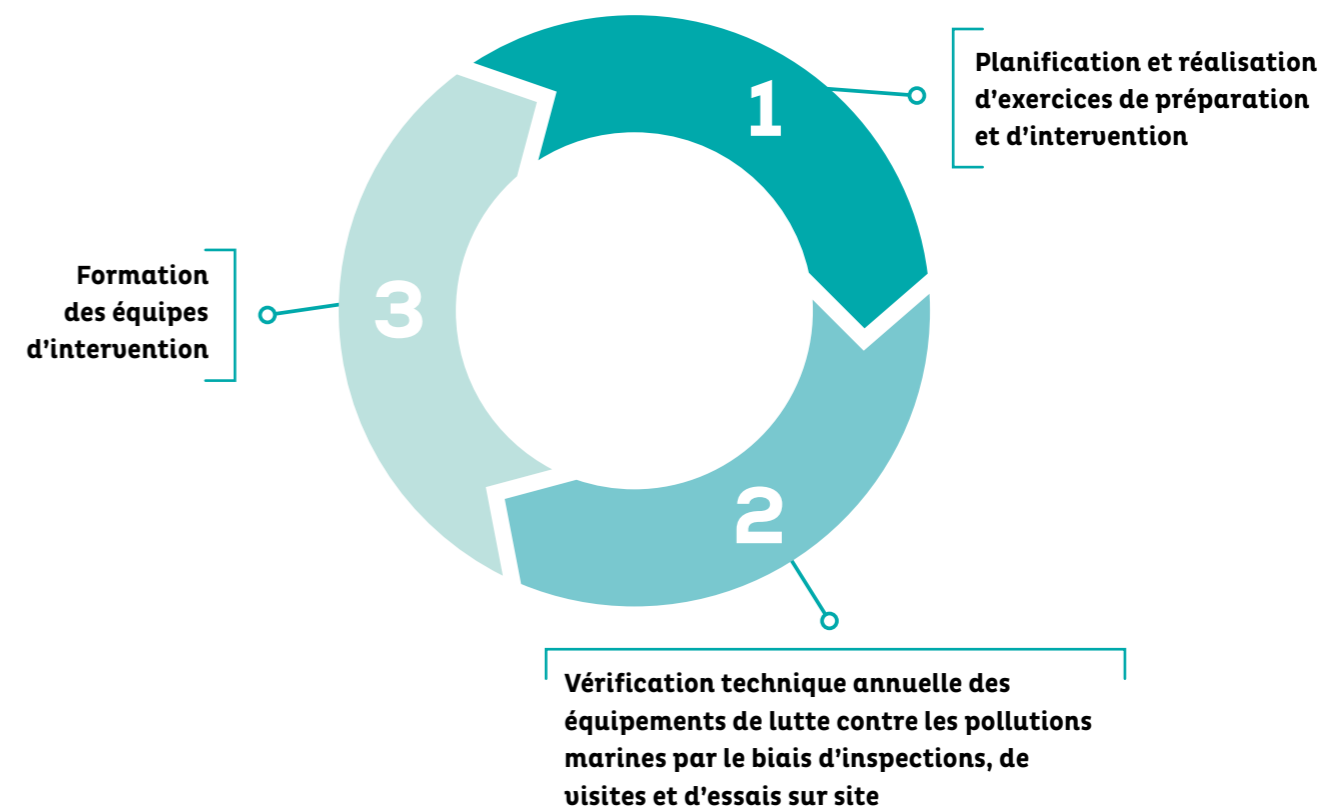 1
Planification et réalisation
d’exercices de préparation
et d’intervention
Formation
des équipes
d’intervention
3
2
Vérification technique annuelle des
équipements de lutte contre les pollutions
marines par le biais d’inspections, de
visites et d’essais sur site